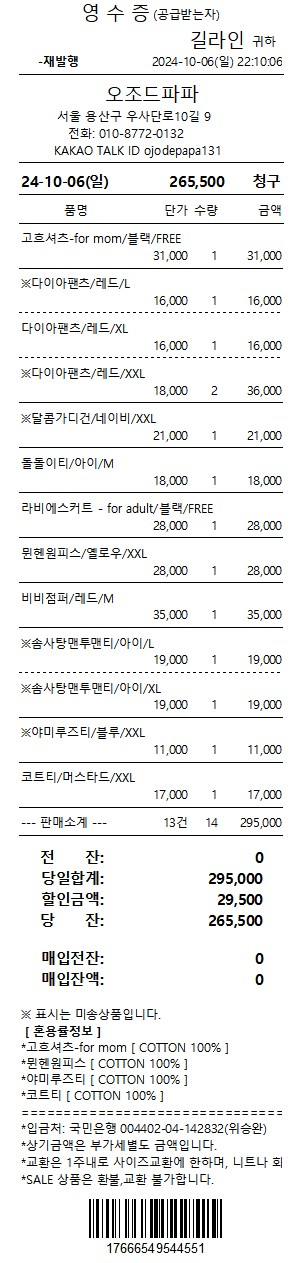 영 수 증 (공급받는자)
길라인 귀하
-재발행 2024-10-06(일) 22:10:06
오조드파파
서울 용산구 우사단로10길 9
전화: 010-8772-0132
KAKAO TALK ID ojodepapa131
24-10-06(일) 265,500 청구
품명 단가 수량 금액
고흐셔츠-for mom/블랙/FREE
31,000 1 31,000
※다이아팬츠/레드/L
16,000 1 16,000
다이아팬츠/레드/XL
16,000 1 16,000
※다이아팬츠/레드/XXL
18,000 2 36,000
※달콤가디건/네이비/XXL
21,000 1 21,000
돌돌이티/아이/M
18,000 1 18,000
라비에스커트 - for adult/블랙/FREE
28,000 1 28,000
뮌헨원피스/옐로우/XXL
28,000 1 28,000
비비점퍼/레드/M
35,000 1 35,000
※솜사탕맨투맨티/아이/L
19,000 1 19,000
※솜사탕맨투맨티/아이/XL
19,000 1 19,000
※야미루즈티/블루/XXL
11,000 1 11,000
코트티/머스타드/XXL
17,000 1 17,000
--- 판매소계 --- 13건 14 295,000
전 잔: 0
당일합계: 295,000
할인금액: 29,500
당 잔: 265,500
매입전잔: 0
매입잔액: 0
※ 표시는 미송상품입니다.
[ 혼용률정보 ]
*고흐셔츠-for mom [ COTTON 100% ]
*뮌헨원피스 [ COTTON 100% ]
*야미루즈티 [ COTTON 100% ]
*코트티 [ COTTON 100% ]
==============================
*입금처: 국민은행 004402-04-142832(위승완)
*상기금액은 부가세별도 금액입니다.
*교환은 1주내로 사이즈교환에 한하며, 니트나 회
*SALE 상품은 환불,교환 불가합니다.
17666549544551